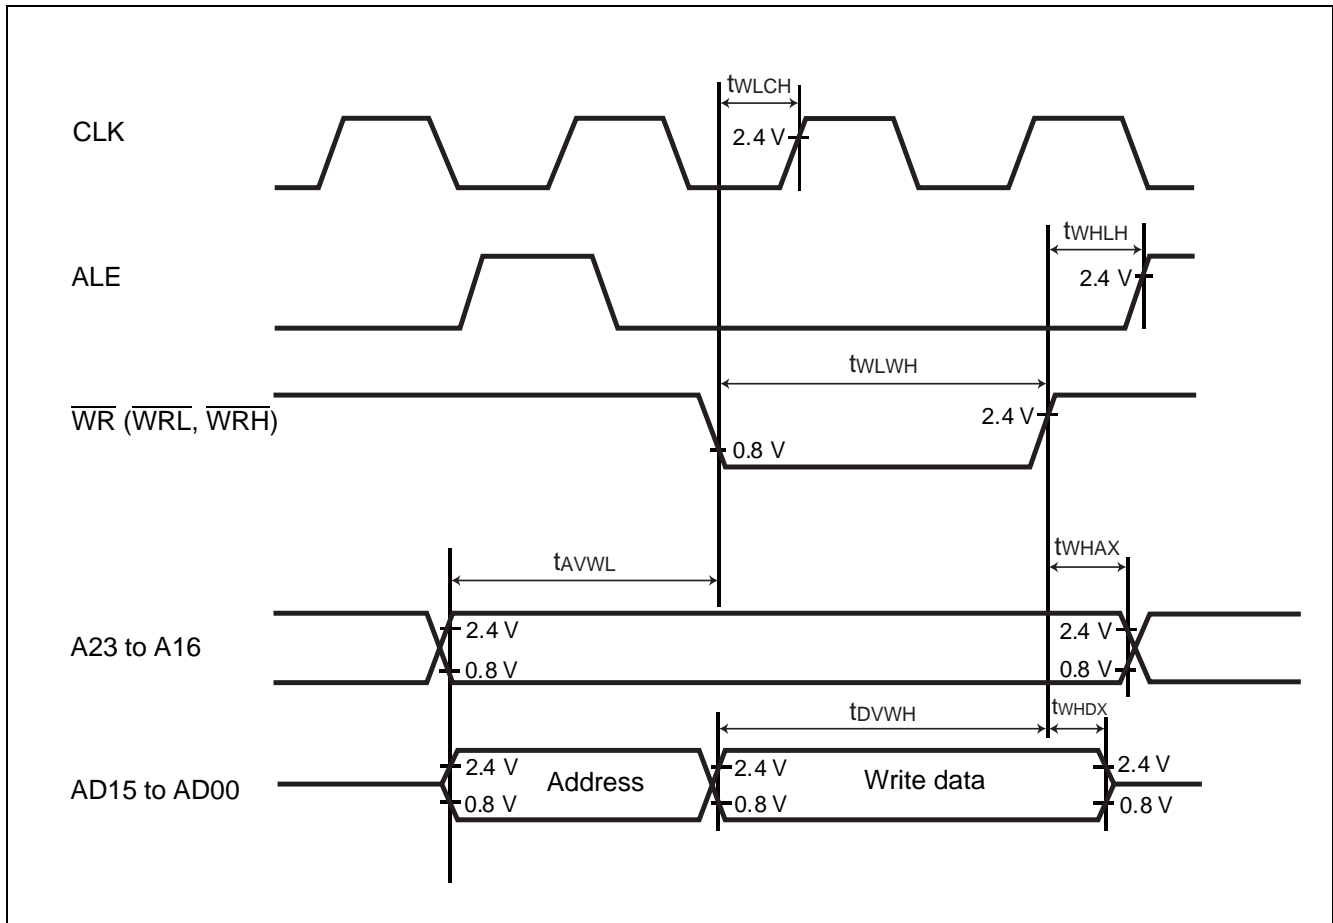 tWLCH
CLK
2.4 V
tWHLH
ALE
2.4 V
tWLWH
WR (WRL, WRH)
2.4 V
0.8 V
tAVWL
tWHAX
A23 to A16
2.4 V
2.4 V
0.8 V
0.8 V
tDVWH
tWHDX
AD15 to AD00
2.4 V
Address
2.4 V
Write data
2.4 V
0.8 V
0.8 V
0.8 V